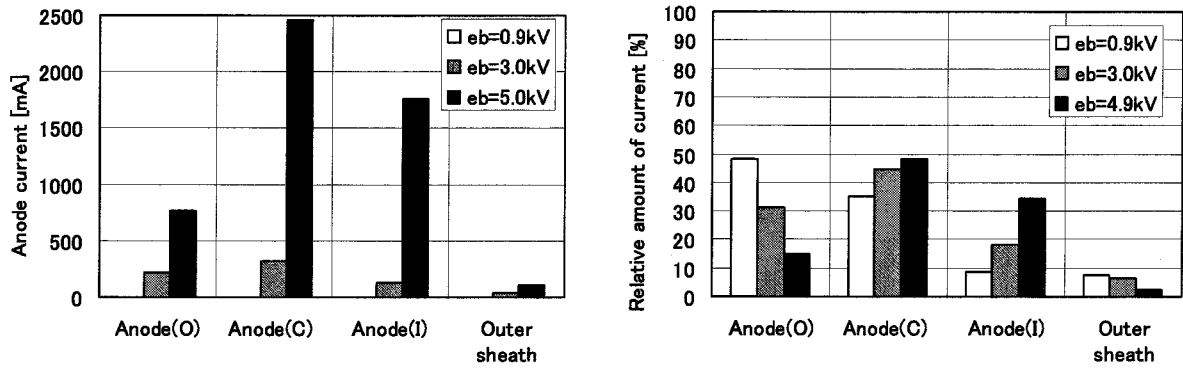 Anode current [mA]
2500
2000
1500
1000
500
0
eb=0.9kV
eb=3.0kV
eb=5.0kV
Anode(O)
Anode(C)
Anode(I)
Outer
sheath
Relative amount of current [%]
100
90
80
70
60
50
40
30
20
10
0
eb=0.9kV
eb=3.0kV
eb=4.9kV
Anode(O)
Anode(C)
Anode(I)
Outer
sheath